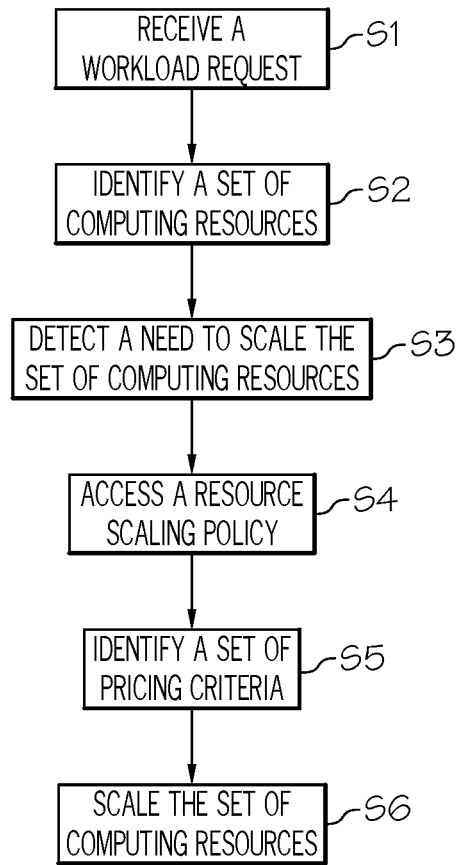 RECEIVE A
WORKLOAD REQUEST
S1
IDENTIFY A SET OF
COMPUTING RESOURCES
S2
DETECT A NEED TO SCALE THE
SET OF COMPUTING RESOURCES
S3
ACCESS A RESOURCE
SCALING POLICY
S4
IDENTIFY A SET OF
PRICING CRITERIA
S5
SCALE THE SET OF
COMPUTING RESOURCES
S6